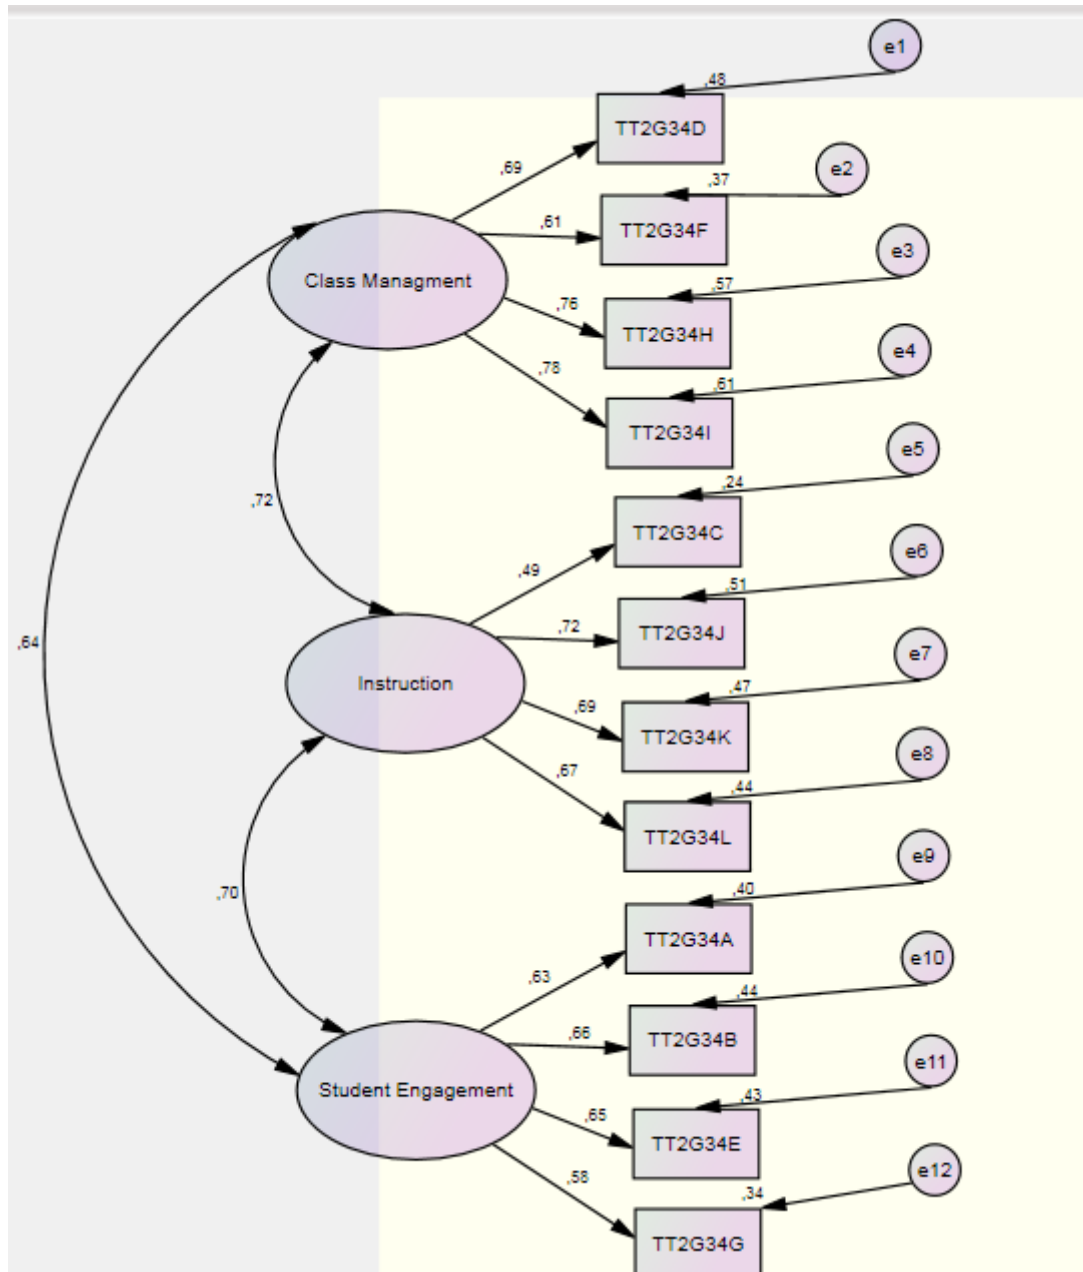 e1
,48
TT2G34D
,69
e2
,37
TT2G34F
,61
Class Managment
e3
,57
TT2G34H
,76
e4
,61
TT2G34I
,78
e5
,24
TT2G34C
,72
,49
e6
,51
TT2G34J
,72
,64
Instruction
e7
,47
TT2G34K
,69
e8
,44
TT2G34L
,67
e9
,40
TT2G34A
,70
,63
e10
,44
TT2G34B
,66
Student Engagement
e11
,43
TT2G34E
,65
e12
,34
TT2G34G
,58